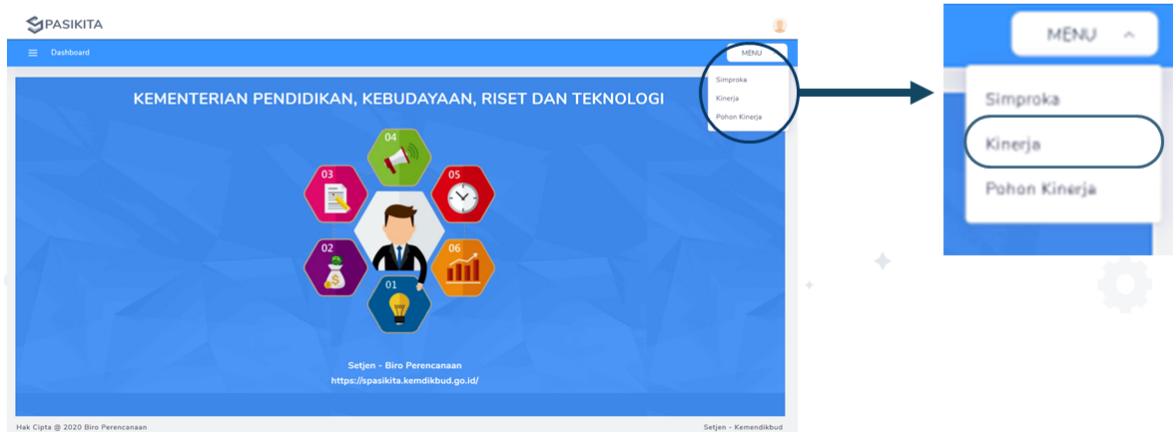 SPASIKITA
Dashboard
MENU
Simproka
Kinerja
Pohon Kinerja
KEMENTERIAN PENDIDIKAN, KEBUDAYAAN, RISET DAN TEKNOLOGI
04
03
05
02
06
01
Setjen - Biro Perencanaan
https://spasikita.kemdikbud.go.id/
Hak Cipta @ 2020 Biro Perencanaan
Setjen - Kemendikbud
MENU
Simproka
Kinerja
Pohon Kinerja